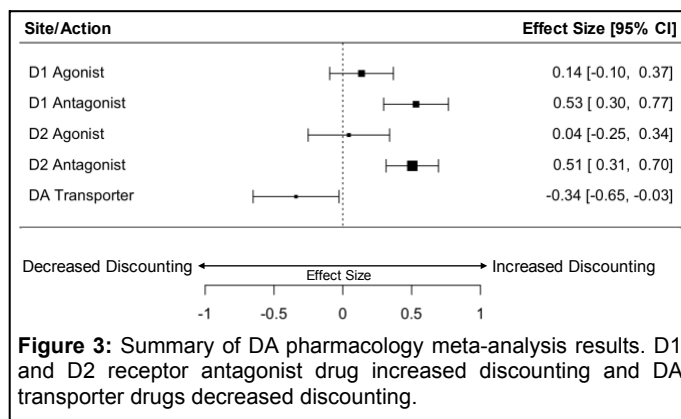 Site/Action Effect Size [95% CI]
D1 Agonist 0.14 [-0.10, 0.37]
D1 Antagonist 0.53 [ 0.30, 0.77]
D2 Agonist 0.04 [-0.25, 0.34]
D2 Antagonist 0.51 [ 0.31, 0.70]
DA Transporter -0.34 [-0.65, -0.03]
Decreased Discounting Effect Size Increased Discounting
-1 -0.5 0 0.5 1
Figure 3: Summary of DA pharmacology meta-analysis results. D1
and D2 receptor antagonist drug increased discounting and DA
transporter drugs decreased discounting.